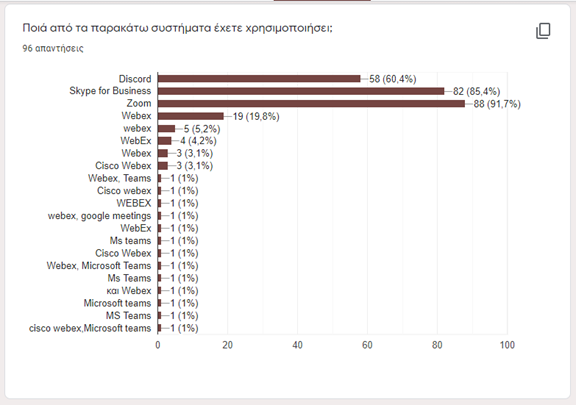 Ποιά από τα παρακάτω συστήματα έχετε χρησιμοποιήσει;
96 απαντήσεις
Discord 58 (60,4%)
Skype for Business 82 (85,4%)
Zoom 88 (91,7%)
Webex 19 (19,8%)
webex 5 (5,2%)
WebEx 4 (4,2%)
Webex 3 (3,1%)
Cisco Webex 3 (3,1%)
Webex, Teams 1 (1%)
Cisco webex 1 (1%)
WEBEX 1 (1%)
webex, google meetings 1 (1%)
WebEx 1 (1%)
Ms teams 1 (1%)
Cisco Webex 1 (1%)
Webex, Microsoft Teams 1 (1%)
Ms Teams 1 (1%)
και Webex 1 (1%)
Microsoft teams 1 (1%)
MS Teams 1 (1%)
cisco webex,Microsoft teams 1 (1%)
0 20 40 60 80 100